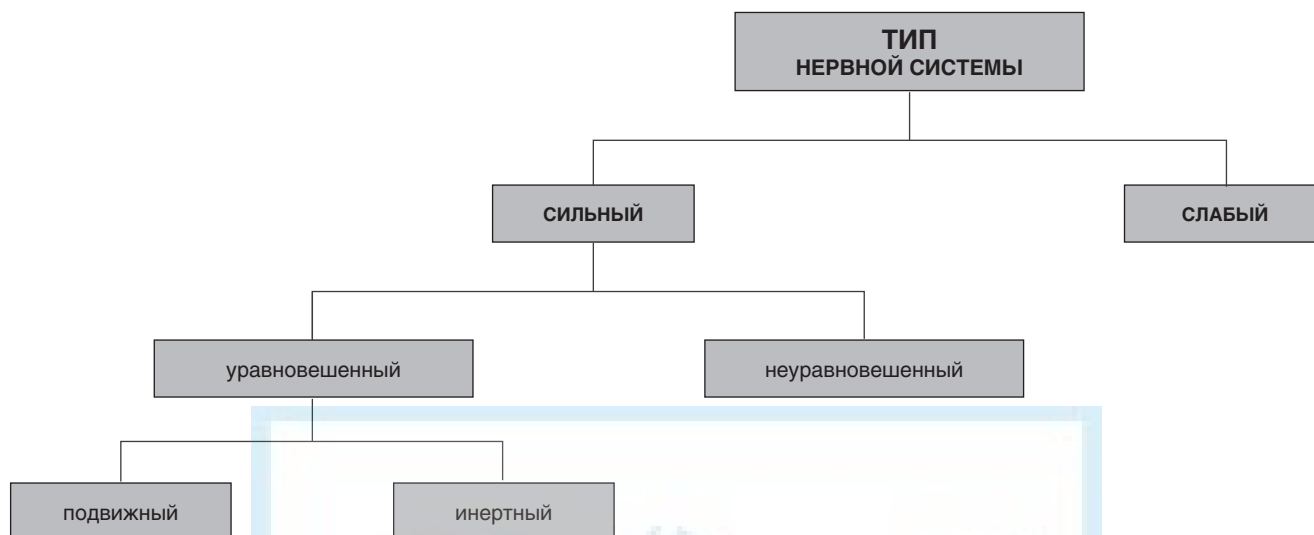 ТИП
НЕРВНОЙ СИСТЕМЫ
СИЛЬНЫЙ
СЛАБЫЙ
уравновешенный
неуравновешенный
подвижный
инертный